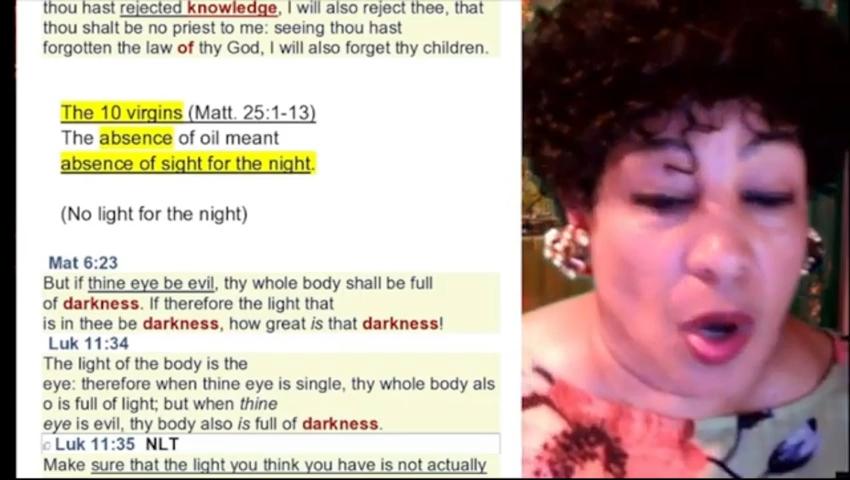 thou hast rejected knowledge, I will also reject thee, that
thou shalt be no priest to me: seeing thou hast
forgotten the law of thy God, I will also forget thy children.
The 10 virgins (Matt. 25:1-13)
The absence of oil meant
absence of sight for the night.
(No light for the night)
Mat 6:23
But if thine eye be evil, thy whole body shall be full
of darkness. If therefore the light that
is in thee be darkness, how great is that darkness!
Luk 11:34
The light of the body is the
eye: therefore when thine eye is single, thy whole body als
o is full of light; but when thine
eye is evil, thy body also is full of darkness.
Luk 11:35 NLT
Make sure that the light you think you have is not actually